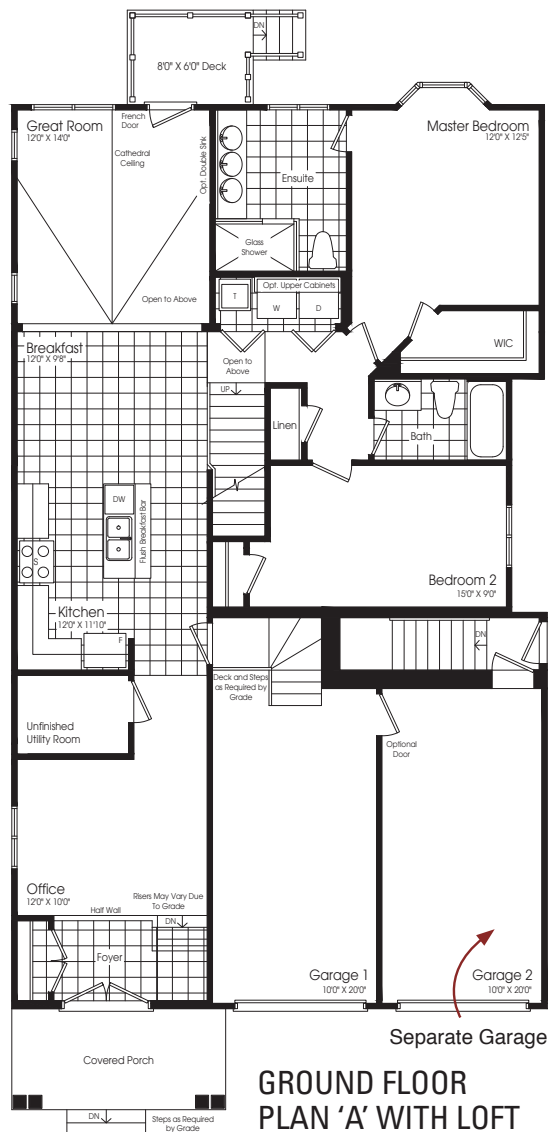 DN
8'0" X 6'0" Deck
French
Door
Great Room
12'0" X 14'0"
Cathedral
Ceiling
Opt. Double Sink
Ensuite
Master Bedroom
12'0" X 12'5"
Glass
Shower
Open to Above
Opt. Upper Cabinets
T
W
D
WIC
Breakfast
12'0" X 9'8"
Open to
Above
UP
Linen
Bath
DW
Flush Breakfast Bar
S
Bedroom 2
15'0" X 9'0"
Kitchen
12'0" X 11'10"
F
DN
Deck and Steps
as Required by
Grade
Unfinished
Utility Room
Optional
Door
Office
12'0" X 10'0"
Half Wall
Risers May Vary Due
To Grade
DN
Foyer
Garage 1
10'0" X 20'0"
Garage 2
10'0" X 20'0"
Separate Garage
Covered Porch
GROUND FLOOR
PLAN ‘A’ WITH LOFT
DN
Steps as Required
by Grade